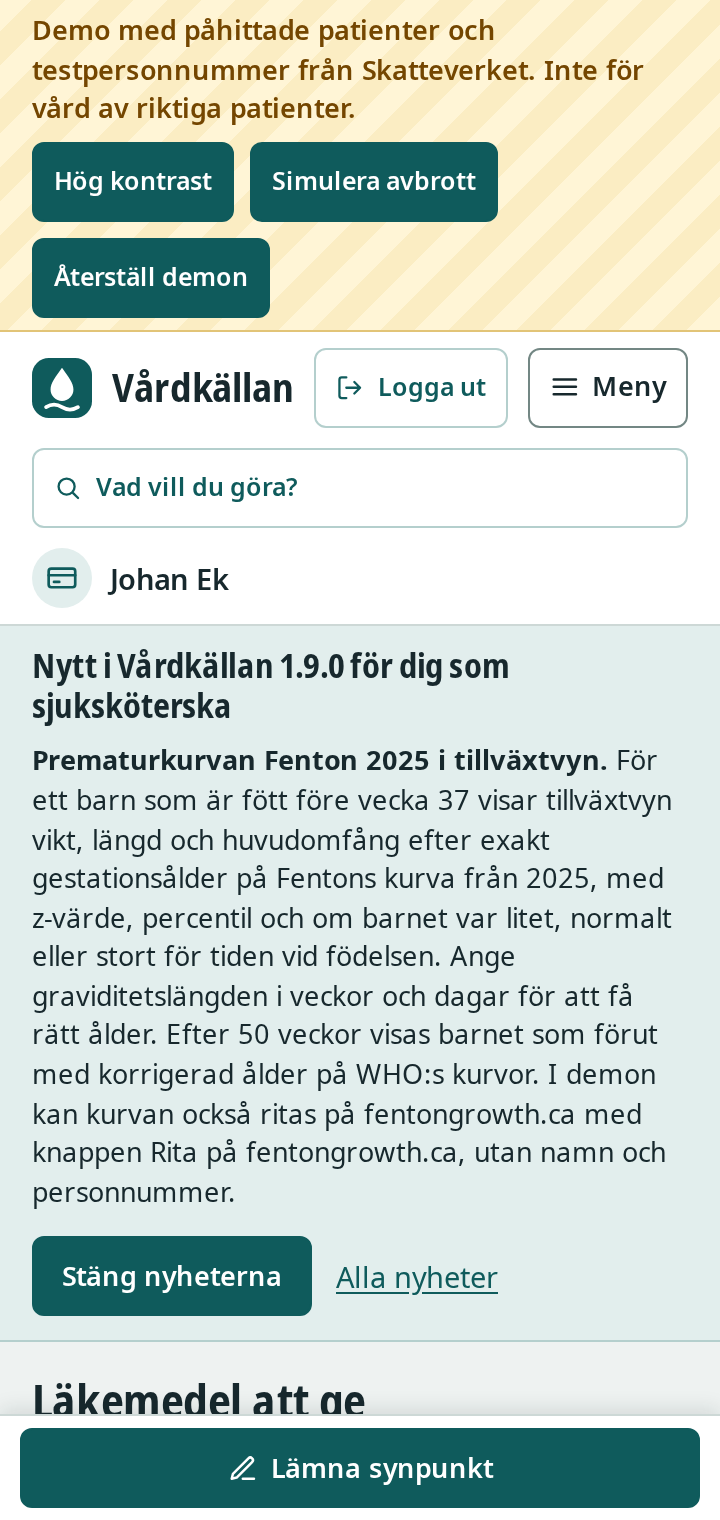 Demo med påhittade patienter och
testpersonnummer från Skatteverket. Inte för
vård av riktiga patienter.
Hög kontrast
Simulera avbrott
Återställ demon
Vårdkällan
Logga ut
Meny
Vad vill du göra?
Johan Ek
Nytt i Vårdkällan 1.9.0 för dig som
sjuksköterska
Prematurkurvan Fenton 2025 i tillväxtvyn. För
ett barn som är fött före vecka 37 visar tillväxtvyn
vikt, längd och huvudomfång efter exakt
gestationsålder på Fentons kurva från 2025, med
z-värde, percentil och om barnet var litet, normalt
eller stort för tiden vid födelsen. Ange
graviditetslängden i veckor och dagar för att få
rätt ålder. Efter 50 veckor visas barnet som förut
med korrigerad ålder på WHO:s kurvor. I demon
kan kurvan också ritas på fentongrowth.ca med
knappen Rita på fentongrowth.ca, utan namn och
personnummer.
Stäng nyheterna
Alla nyheter
Läkemedel att ge
Lämna synpunkt